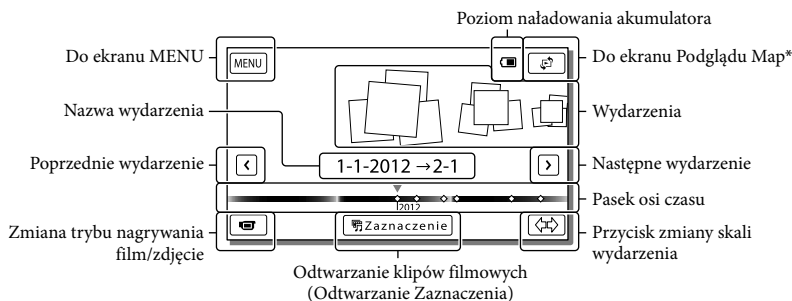 Poziom naładowania akumulatora
Do ekranu MENU
MENU
Do ekranu Podglądu Map*
Nazwa wydarzenia
Wydarzenia
Poprzednie wydarzenie
1-1-2012 →2-1
Następne wydarzenie
2012
Pasek osi czasu
Zmiana trybu nagrywania
film/zdjęcie
Zaznaczenie
Przycisk zmiany skali
wydarzenia
Odtwarzanie klipów filmowych
(Odtwarzanie Zaznaczenia)